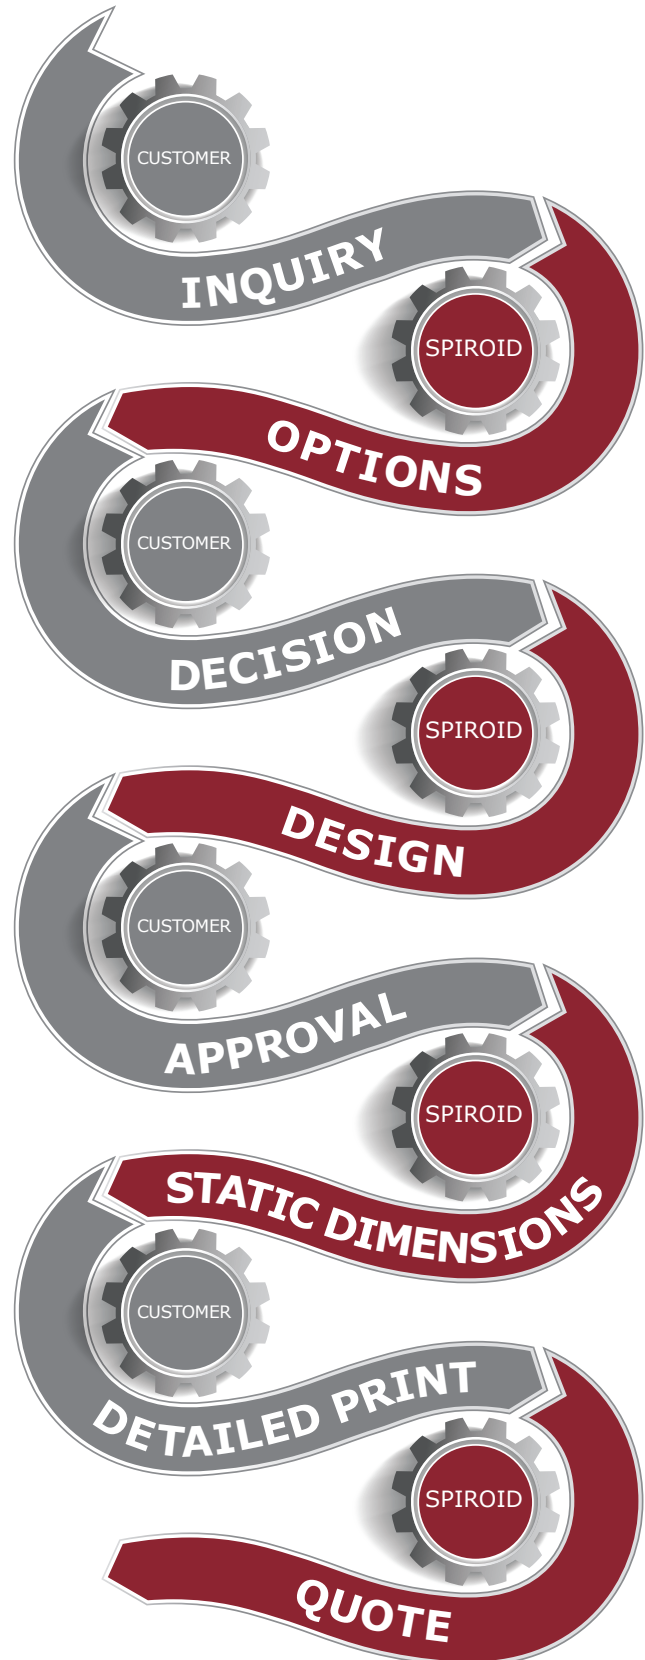 CUSTOMER
INQUIRY
SPIROID
OPTIONS
CUSTOMER
DECISION
SPIROID
DESIGN
CUSTOMER
APPROVAL
SPIROID
STATIC DIMENSIONS
CUSTOMER
DETAILED PRINT
SPIROID
QUOTE